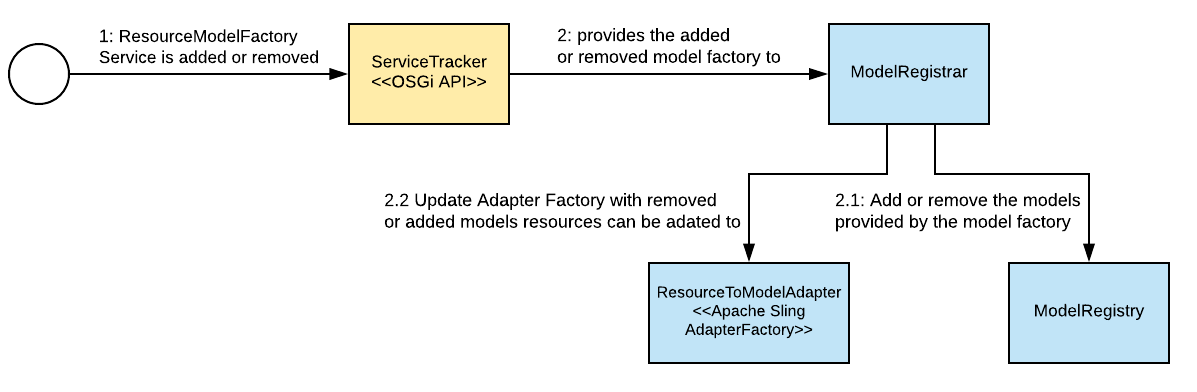 1: ResourceModelFactory
Service is added or removed
ServiceTracker
<<OSGi API>>
2: provides the added
or removed model factory to
ModelRegistrar
2.2 Update Adapter Factory with removed
or added models resources can be adated to
2.1: Add or remove the models
provided by the model factory
ResourceToModelAdapter
<<Apache Sling
AdapterFactory>>
ModelRegistry